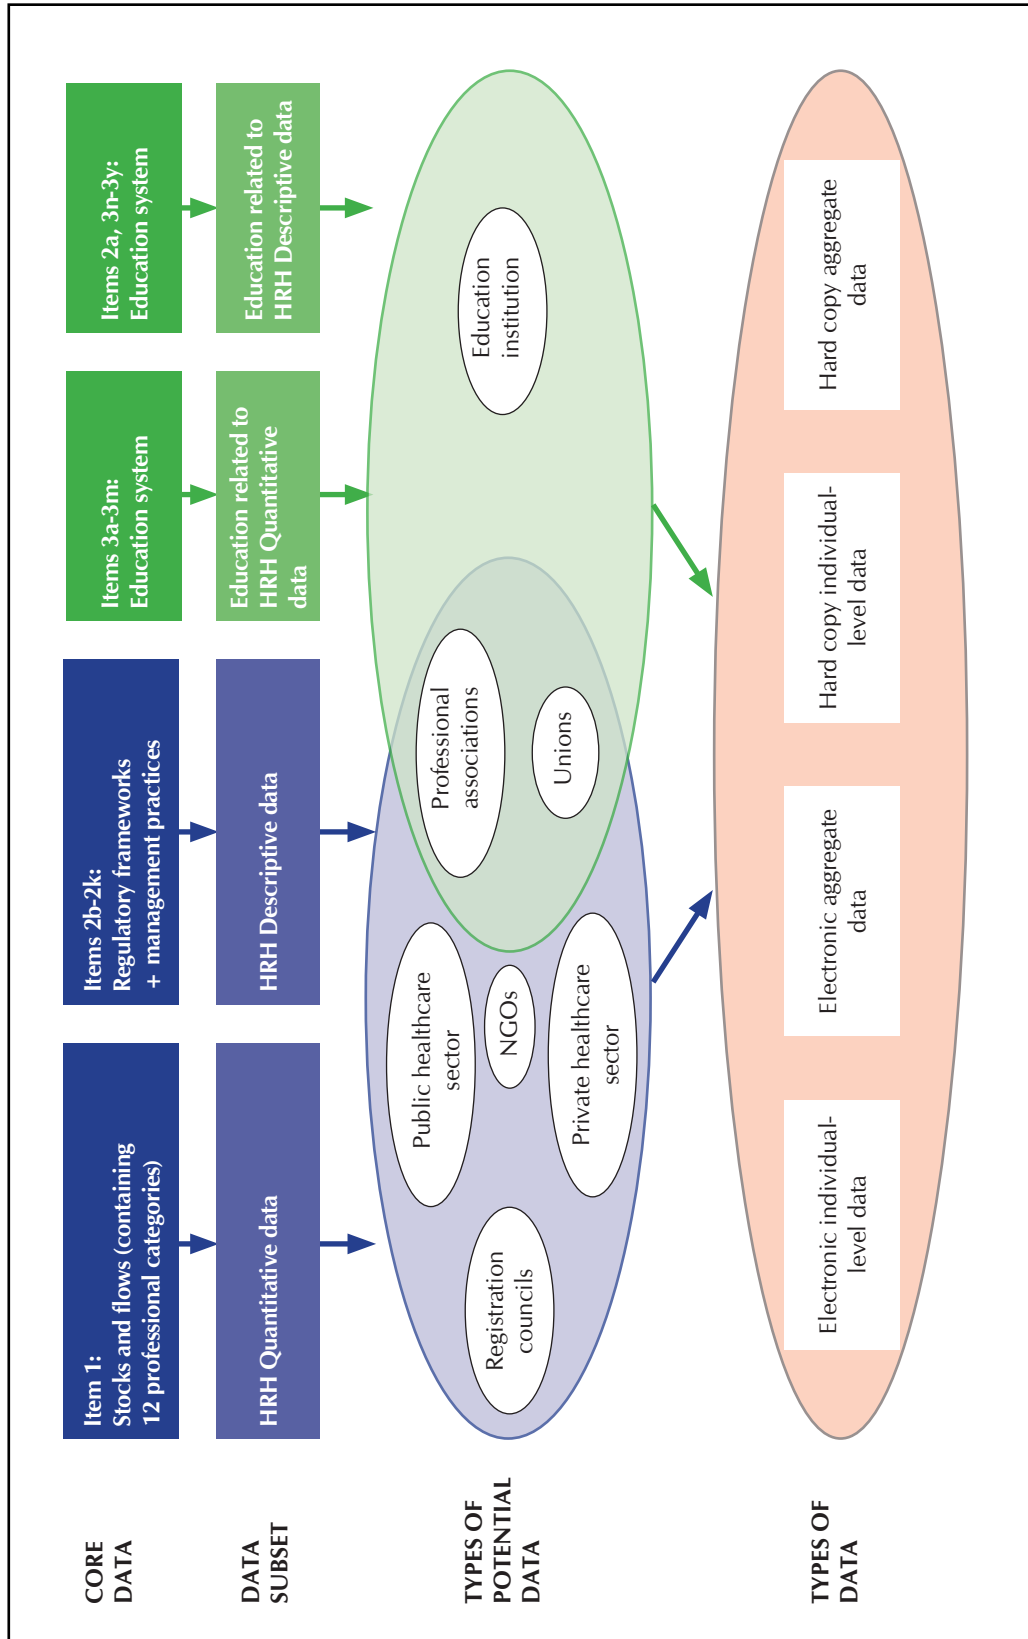 CORE
DATA
Item 1:
Stocks and flows (containing
12 professional categories)
Items 2b-2k:
Regulatory frameworks
+ management practices
Items 3a-3m:
Education system
Items 2a, 3n-3y:
Education system
DATA
SUBSET
HRH Quantitative data
HRH Descriptive data
Education related to
HRH Quantitative
data
Education related to
HRH Descriptive data
TYPES OF
POTENTIAL
DATA
Registration
councils
Public healthcare
sector
NGOs
Private healthcare
sector
Professional
associations
Unions
Education
institution
TYPES OF
DATA
Electronic individual-
level data
Electronic aggregate
data
Hard copy individual-
level data
Hard copy aggregate
data